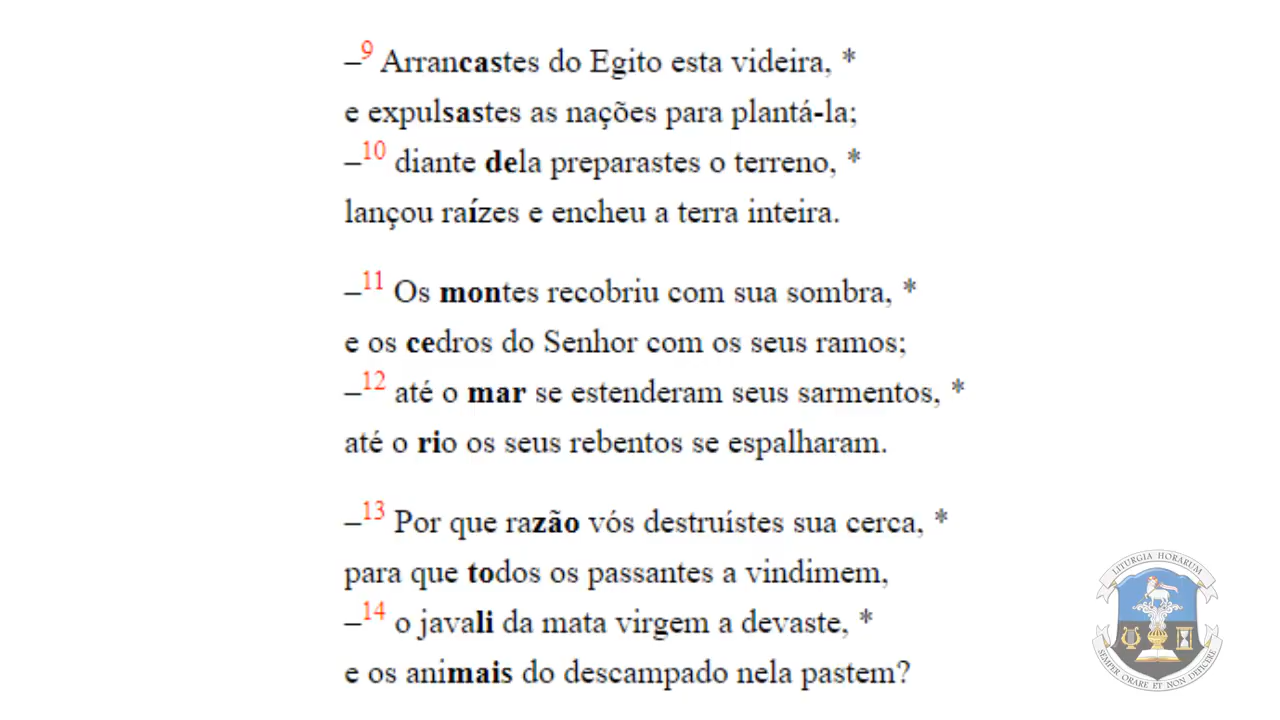 –9 Arrancastes do Egito esta videira, *
e expulsastes as nações para plantá-la;
–10 diante dela preparastes o terreno, *
lançou raízes e encheu a terra inteira.
–11 Os montes recobriu com sua sombra, *
e os cedros do Senhor com os seus ramos;
–12 até o mar se estenderam seus sarmentos, *
até o rio os seus rebentos se espalharam.
–13 Por que razão vós destruístes sua cerca, *
para que todos os passantes a vindimem,
–14 o javali da mata virgem a devaste, *
e os animais do descampado nela pastem?
LITURGIA HORARUM
SEMPER ORARE ET NON DEFICERE